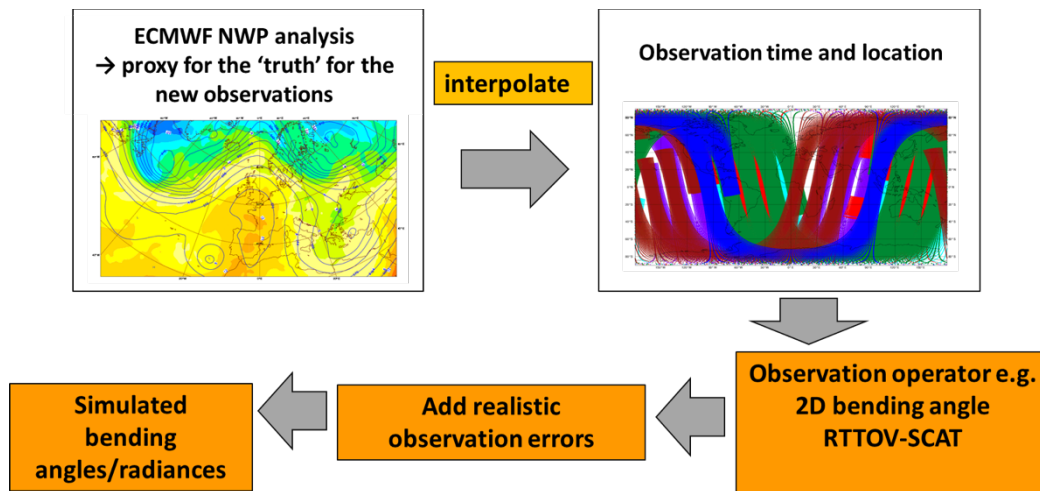 ECMWF NWP analysis
→ proxy for the ‘truth’ for the
new observations
interpolate
Observation time and location
Observation operator e.g.
2D bending angle
RTTOV-SCAT
Add realistic
observation errors
Simulated
bending
angles/radiances